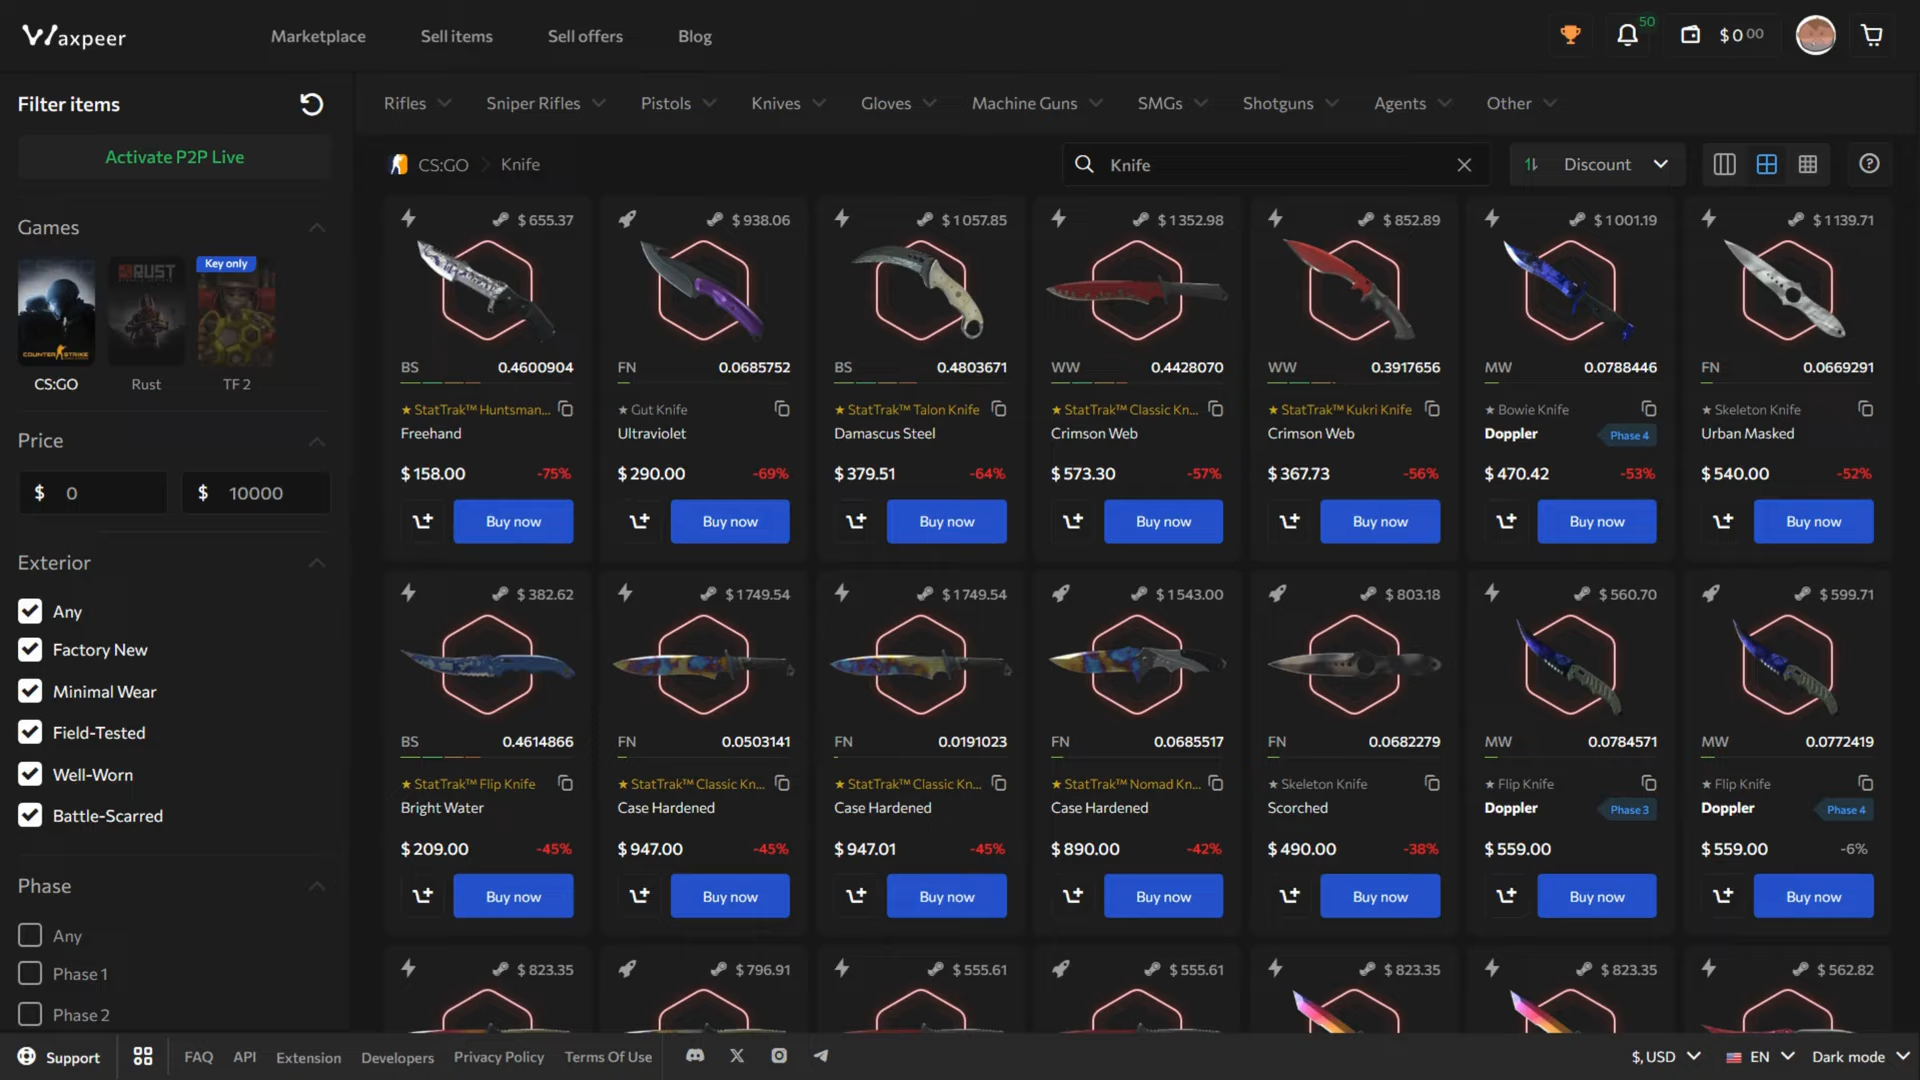 Waxpeer
Marketplace
Sell items
Sell offers
Blog
50
$ 0 00
Filter items
Activate P2P Live
Games
RUST
Key only
COUNTER STRIKE
CS:GO
Rust
TF 2
Price
$ 0
$ 10000
Exterior
Any
Factory New
Minimal Wear
Field-Tested
Well-Worn
Battle-Scarred
Phase
Any
Phase 1
Phase 2
Rifles
Sniper Rifles
Pistols
Knives
Gloves
Machine Guns
SMGs
Shotguns
Agents
Other
CS:GO
Knife
Knife
Discount
$ 655.37
BS 0.4600904
★ StatTrak™ Huntsman...
Freehand
$ 158.00 -75%
Buy now
$ 938.06
FN 0.0685752
★ Gut Knife
Ultraviolet
$ 290.00 -69%
Buy now
$ 1 057.85
BS 0.4803671
★ StatTrak™ Talon Knife
Damascus Steel
$ 379.51 -64%
Buy now
$ 1 352.98
WW 0.4428070
★ StatTrak™ Classic Kn...
Crimson Web
$ 573.30 -57%
Buy now
$ 852.89
WW 0.3917656
★ StatTrak™ Kukri Knife
Crimson Web
$ 367.73 -56%
Buy now
$ 1 001.19
MW 0.0788446
★ Bowie Knife
Doppler Phase 4
$ 470.42 -53%
Buy now
$ 1 139.71
FN 0.0669291
★ Skeleton Knife
Urban Masked
$ 540.00 -52%
Buy now
$ 382.62
BS 0.4614866
★ StatTrak™ Flip Knife
Bright Water
$ 209.00 -45%
Buy now
$ 1 749.54
FN 0.0503141
★ StatTrak™ Classic Kn...
Case Hardened
$ 947.00 -45%
Buy now
$ 1 749.54
FN 0.0191023
★ StatTrak™ Classic Kn...
Case Hardened
$ 947.01 -45%
Buy now
$ 1 543.00
FN 0.0685517
★ StatTrak™ Nomad Kn...
Case Hardened
$ 890.00 -42%
Buy now
$ 803.18
FN 0.0682279
★ Skeleton Knife
Scorched
$ 490.00 -38%
Buy now
$ 560.70
MW 0.0784571
★ Flip Knife
Doppler Phase 3
$ 559.00
Buy now
$ 599.71
MW 0.0772419
★ Flip Knife
Doppler Phase 4
$ 559.00 -6%
Buy now
$ 823.35
$ 796.91
$ 555.61
$ 555.61
$ 823.35
$ 823.35
$ 562.82
Support
FAQ
API
Extension
Developers
Privacy Policy
Terms Of Use
$, USD
EN
Dark mode